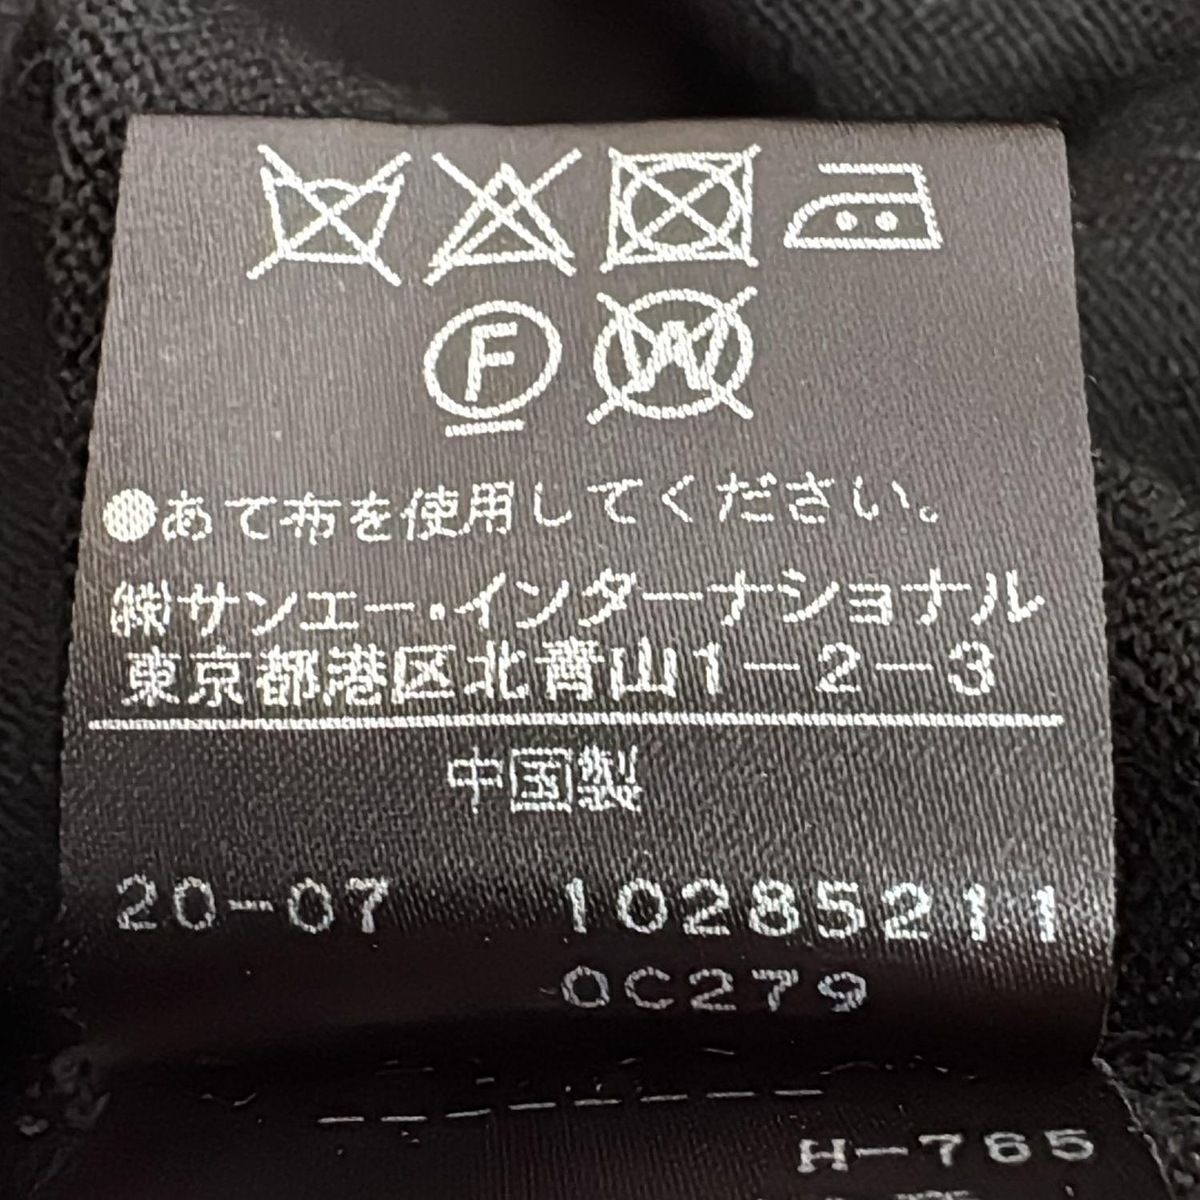 F W
●あて布を使用してください。
㈱サンエー・インターナショナル
東京都港区北青山1-2-3
中国製
20-07 10285211
0C279
H-765